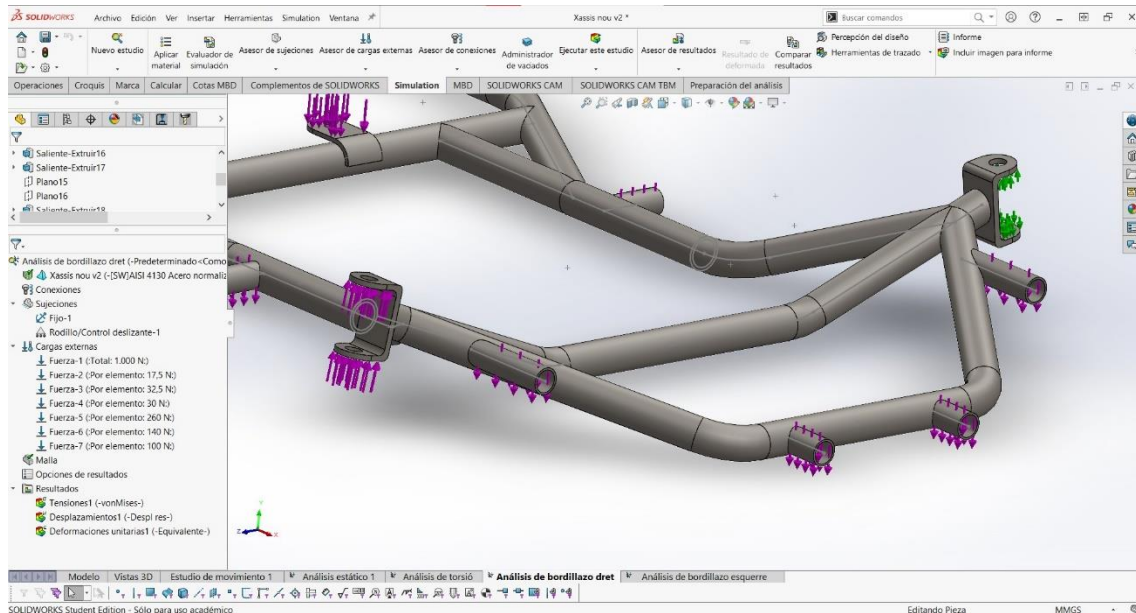 SOLIDWORKS Archivo Edición Ver Insertar Herramientas Simulation Ventana Xassis nou v2 * Buscar comandos
Nuevo estudio
Aplicar material
Evaluador de simulación
Asesor de sujeciones
Asesor de cargas externas
Asesor de conexiones
Administrador de vaciados
Ejecutar este estudio
Asesor de resultados
Resultado de deformada
Comparar resultados
Percepción del diseño
Herramientas de trazado
Informe
Induir imagen para informe
Operaciones Croquis Marca Calcular Cotas MBD Complementos de SOLIDWORKS Simulation MBD SOLIDWORKS CAM SOLIDWORKS CAM TBM Preparación del análisis
Saliente-Extruir16
Saliente-Extruir17
Plano15
Plano16
Saliente-Extruir18
Análisis de bordillazo dret (-Predeterminado<Como
Xassis nou v2 (-[SW]AISI 4130 Acero normaliz
Conexiones
Sujeciones
Fijo-1
Rodillo/Control deslizante-1
Cargas externas
Fuerza-1 (:Total: 1.000 N:)
Fuerza-2 (:Por elemento: 17,5 N:)
Fuerza-3 (:Por elemento: 32,5 N:)
Fuerza-4 (:Por elemento: 30 N:)
Fuerza-5 (:Por elemento: 260 N:)
Fuerza-6 (:Por elemento: 140 N:)
Fuerza-7 (:Por elemento: 100 N:)
Malla
Opciones de resultados
Resultados
Tensiones1 (-vonMises-)
Desplazamientos1 (-Despl res-)
Deformaciones unitarias1 (-Equivalente-)
Y
Z
X
Modelo Vistas 3D Estudio de movimiento 1 Análisis estático 1 Análisis de torsió Análisis de bordillazo dret Análisis de bordillazo esquerre
SOLIDWORKS Student Edition - Sólo para uso académico Editando Pieza MMGS